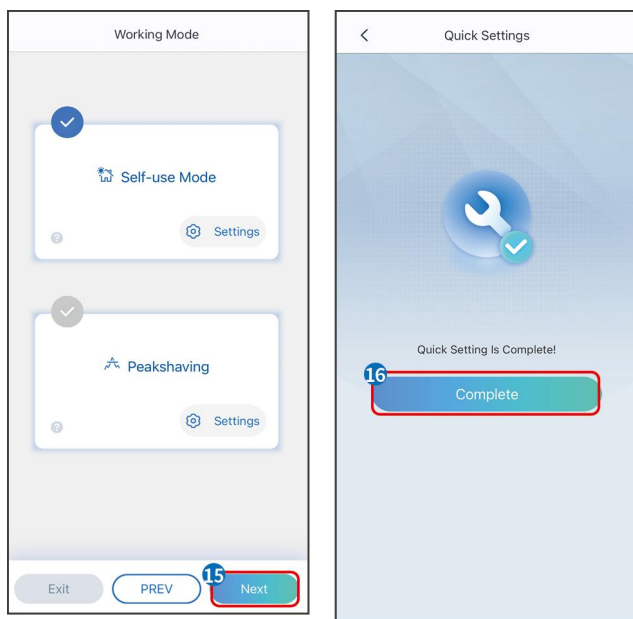 Working Mode
Self-use Mode
?
Settings
Peakshaving
?
Settings
Exit
PREV
15
Next
Quick Settings
Quick Setting Is Complete!
16
Complete